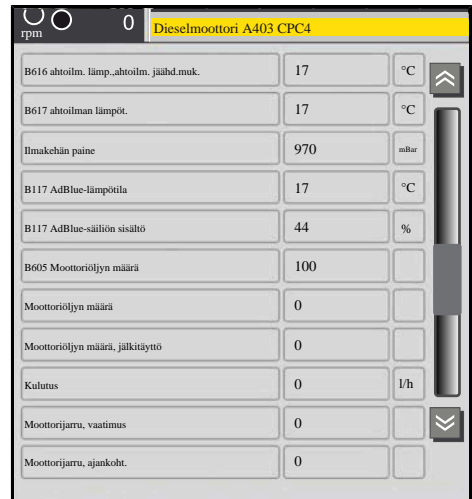 rpm 0 Dieselmoottori A403 CPC4
B616 ahtoilm. lämp.,ahtoilm. jäähd.muk. 17 °C
B617 ahtoilman lämpöt. 17 °C
Ilmakehän paine 970 mBar
B117 AdBlue-lämpötila 17 °C
B117 AdBlue-säiliön sisältö 44 %
B605 Moottoriöljyn määrä 100
Moottoriöljyn määrä 0
Moottoriöljyn määrä, jälkitäyttö 0
Kulutus 0 l/h
Moottorijarru, vaatimus 0
Moottorijarru, ajankoht. 0